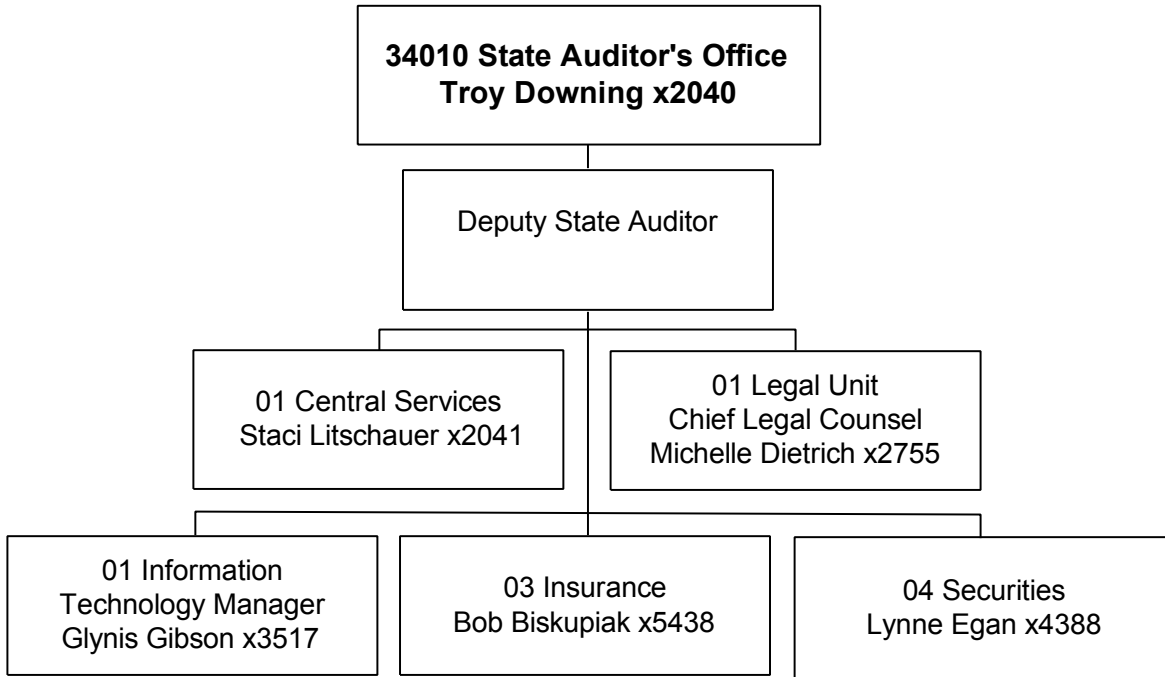 34010 State Auditor's Office
Troy Downing x2040
Deputy State Auditor
01 Central Services
Staci Litschauer x2041
01 Legal Unit
Chief Legal Counsel
Michelle Dietrich x2755
01 Information
Technology Manager
Glynis Gibson x3517
03 Insurance
Bob Biskupiak x5438
04 Securities
Lynne Egan x4388